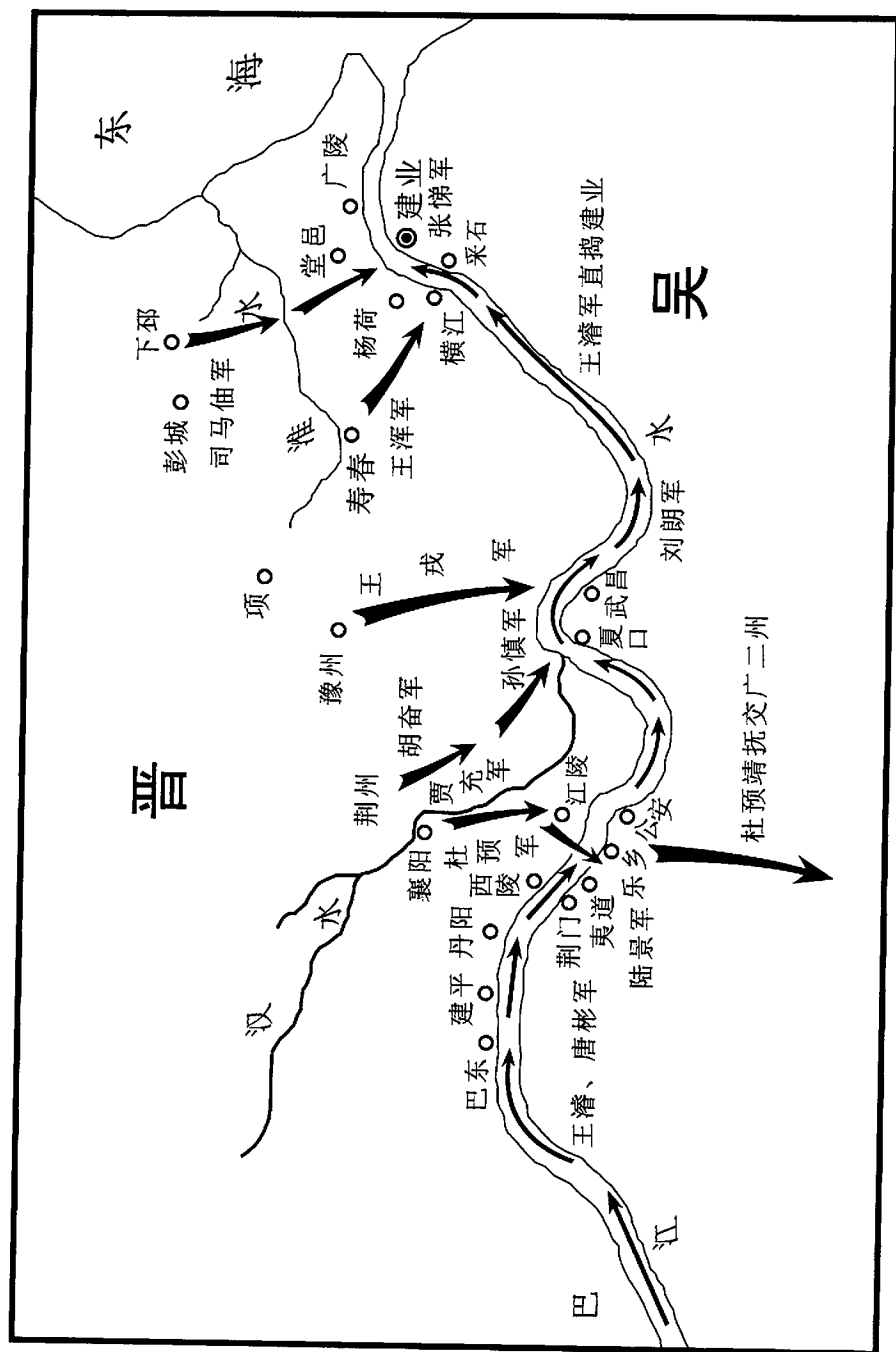 晋
吴
东海
淮水
汉水
巴
江
水
下邳
彭城
司马伷军
广陵
堂邑
建业
张悌军
采石
杨荷
横江
寿春
王浑军
王濬军直捣建业
项
豫州
王戎军
孙慎军
夏口
武昌
刘朗军
荆州
胡奋军
贾充军
襄阳
杜预军
江陵
公安
乐乡
陆景军
杜预靖抚交广二州
西陵
夷道
荆门
丹阳
建平
巴东
王濬、唐彬军